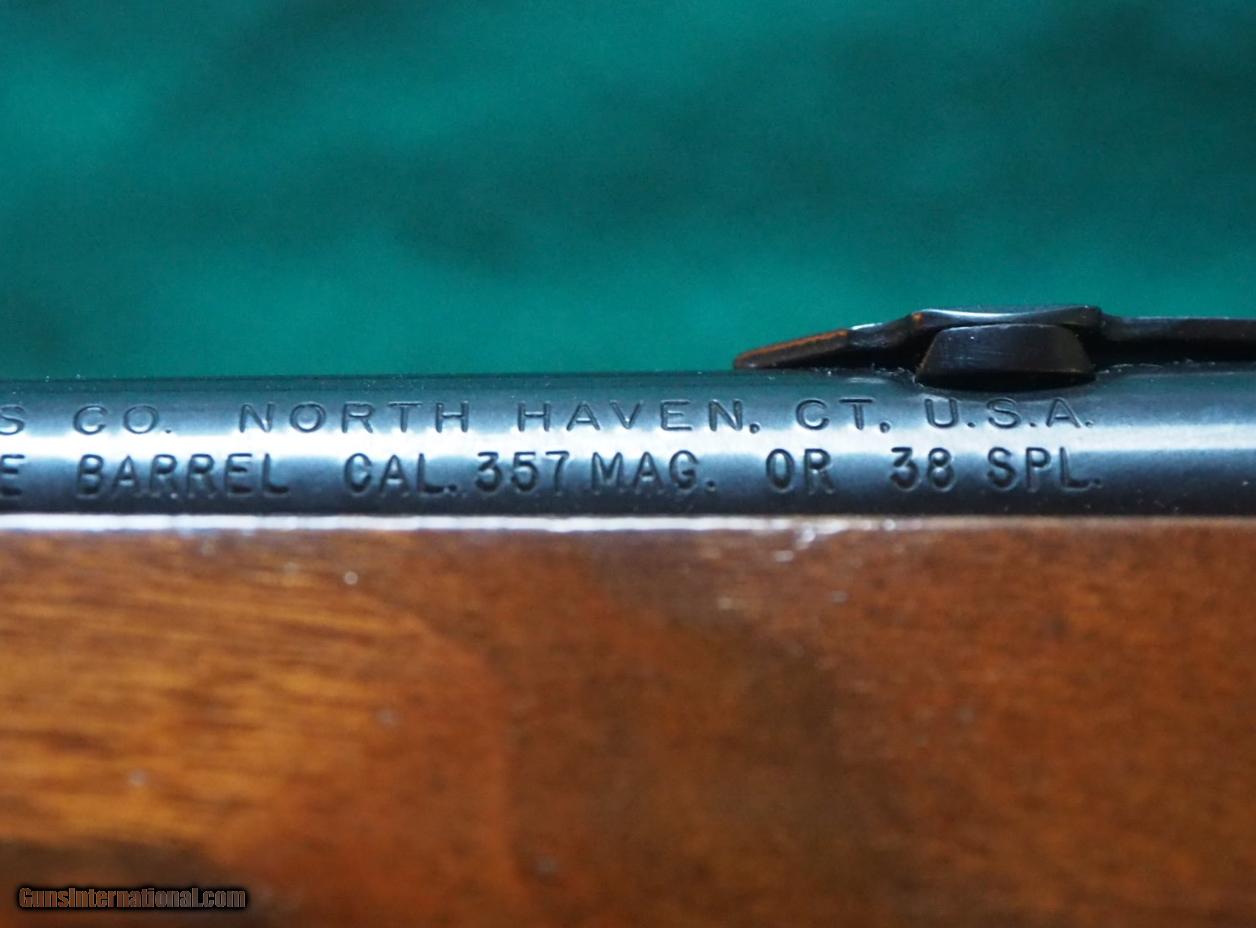 S CO. NORTH HAVEN, CT, U.S.A.
E BARREL CAL. 357 MAG. OR 38 SPL.
GunsInternational.com